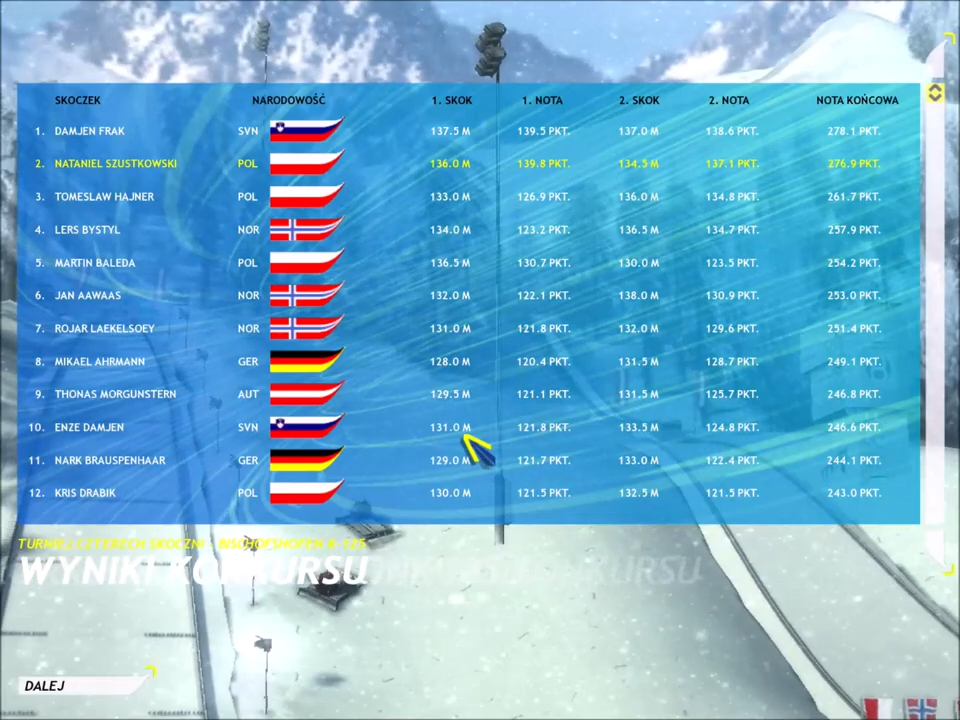 SKOCZEK NARODOWOŚĆ 1. SKOK 1. NOTA 2. SKOK 2. NOTA NOTA KOŃCOWA
1. DAMJEN FRAK SVN 137.5 M 139.5 PKT. 137.0 M 138.6 PKT. 278.1 PKT.
2. NATANIEL SZUSTKOWSKI POL 136.0 M 139.8 PKT. 134.5 M 137.1 PKT. 276.9 PKT.
3. TOMESLAW HAJNER POL 133.0 M 126.9 PKT. 136.0 M 134.8 PKT. 261.7 PKT.
4. LERS BYSTYL NOR 134.0 M 123.2 PKT. 136.5 M 134.7 PKT. 257.9 PKT.
5. MARTIN BALEDA POL 136.5 M 130.7 PKT. 130.0 M 123.5 PKT. 254.2 PKT.
6. JAN AAWAAS NOR 132.0 M 122.1 PKT. 138.0 M 130.9 PKT. 253.0 PKT.
7. ROJAR LAEKELSOEY NOR 131.0 M 121.8 PKT. 132.0 M 129.6 PKT. 251.4 PKT.
8. MIKAEL AHRMANN GER 128.0 M 120.4 PKT. 131.5 M 128.7 PKT. 249.1 PKT.
9. THONAS MORGUNSTERN AUT 129.5 M 121.1 PKT. 131.5 M 125.7 PKT. 246.8 PKT.
10. ENZE DAMJEN SVN 131.0 M 121.8 PKT. 133.5 M 124.8 PKT. 246.6 PKT.
11. NARK BRAUSPENHAAR GER 129.0 M 121.7 PKT. 133.0 M 122.4 PKT. 244.1 PKT.
12. KRIS DRABIK POL 130.0 M 121.5 PKT. 132.5 M 121.5 PKT. 243.0 PKT.
TURNIEJ CZTERECH SKOCZNI - BISCHOFSHOFEN K-125
WYNIKI KONKURSU
DALEJ